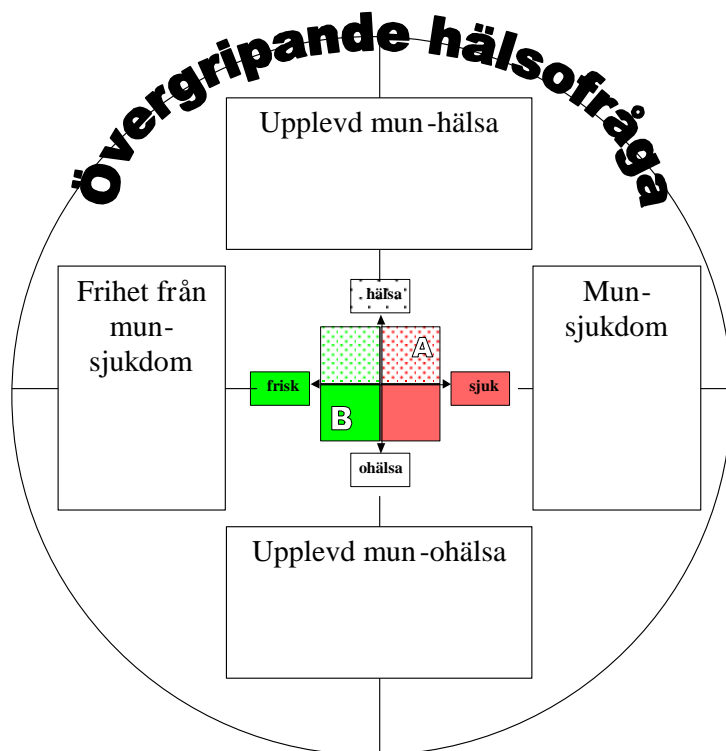 Övergripande hälsofråga
Upplevd mun-hälsa
Frihet från
mun-
sjukdom
Mun-
sjukdom
hälsa
A
frisk
sjuk
B
ohälsa
Upplevd mun-ohälsa